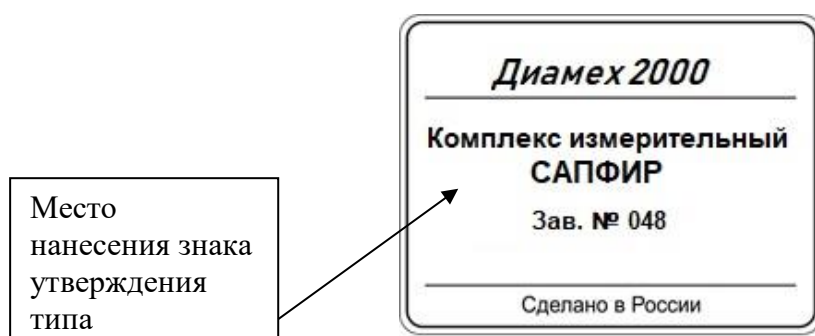 Диамех 2000
Комплекс измерительный
САПФИР
Зав. № 048
Сделано в России
Место
нанесения знака
утверждения
типа